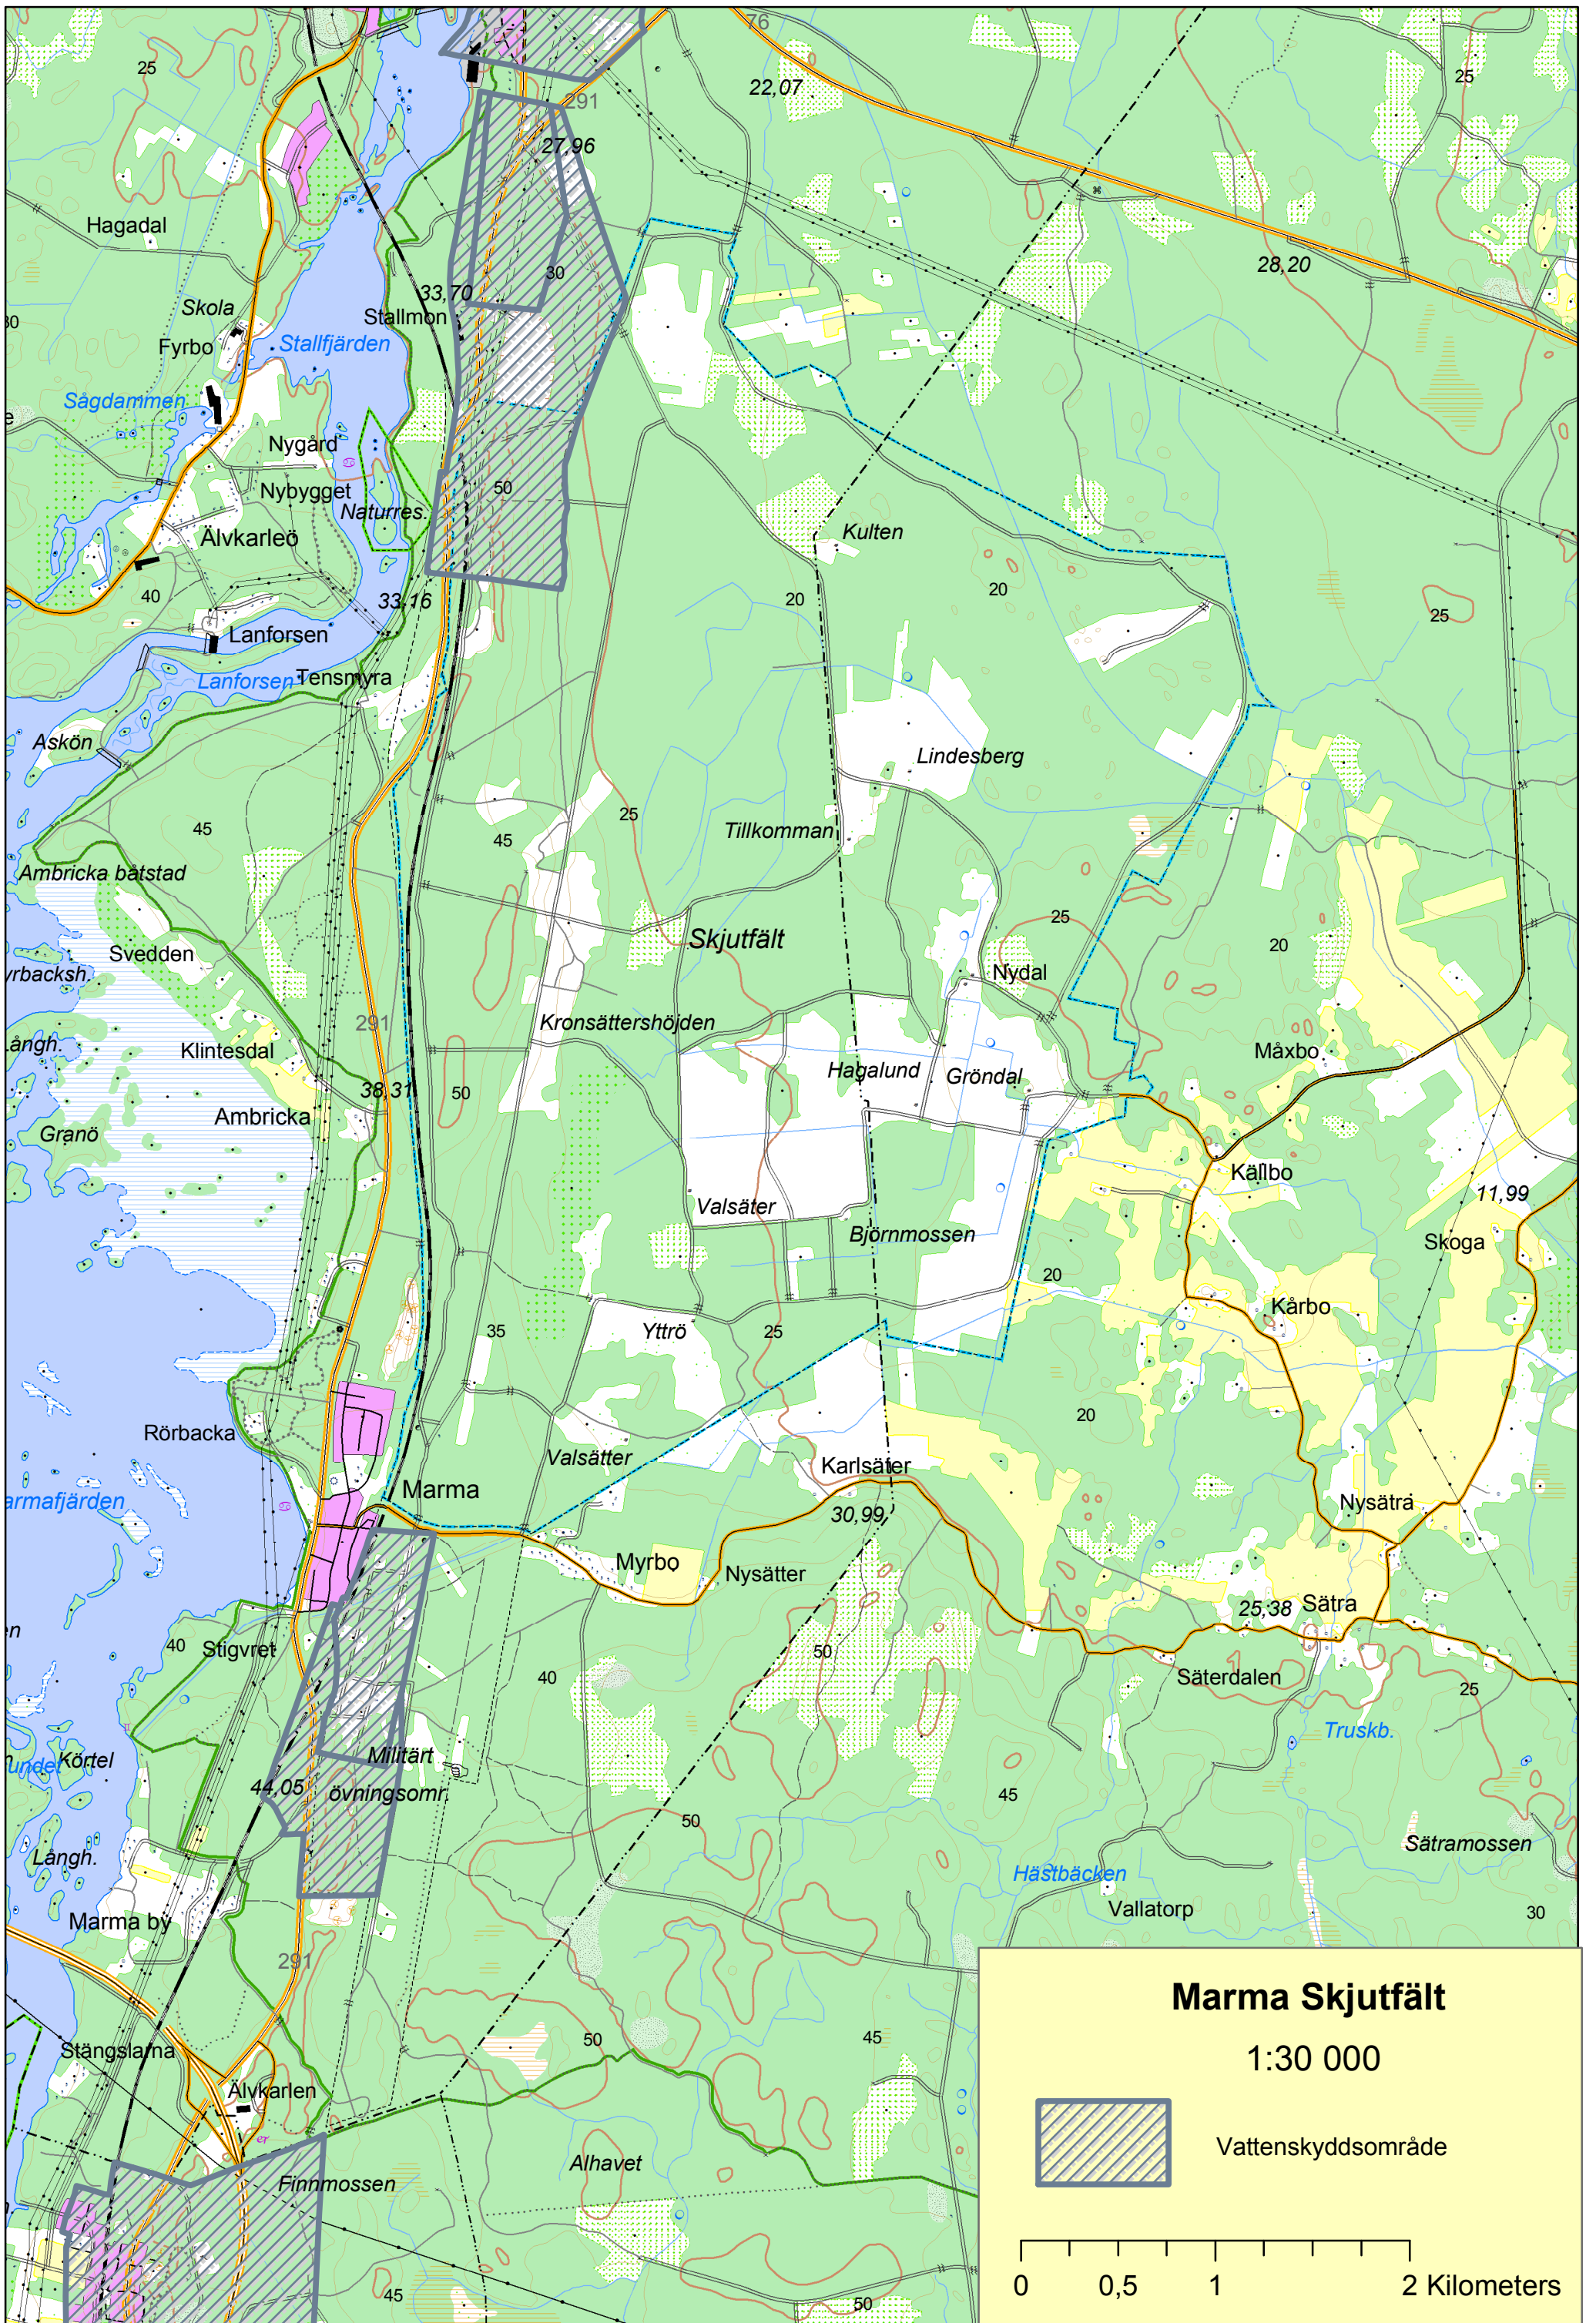 76
25
291
22,07
25
27,96
Hagadal
28,20
30
33,70
Skola
Stallmon
Fyrbo
Stallfjärden
Sågdammen
Nygård
Nybygget
50
Naturres.
Älvkarleö
Kulten
40
33,16
20
20
25
Lanforsen
Lanforsen
Tensmyra
Askön
Lindesberg
45
45
25
Tillkomman
Ambricka båtstad
25
Skjutfält
20
Svedden
Nydal
yrbacksh.
291
Kronsättershöjden
ångh.
Klintesdal
Måxbo
Hagalund
Gröndal
38,31
50
Ambricka
Granö
Källbo
11,99
Valsäter
Björnmossen
Skoga
20
Kårbo
35
Yttrö
25
20
Rörbacka
Valsätter
Karlsäter
Marma
armafjärden
30,99
Nysätra
Myrbo
Nysätter
25,38
Sätra
40
Stigvret
50
40
Säterdalen
25
Truskb.
undet
Körtel
Militärt
44,05
övningsomr.
45
50
Långh.
Sätramossen
Hästbäcken
Vallatorp
Marma by
30
291
Marma Skjutfält
50
45
Stängslarna
1:30 000
Älvkarlen
Vattenskyddsområde
Alhavet
Finnmossen
45
50
0
0,5
1
2 Kilometers